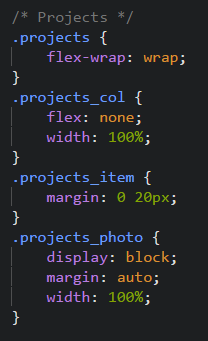 /* Projects */
.projects {
    flex-wrap: wrap;
}
.projects_col {
    flex: none;
    width: 100%;
}
.projects_item {
    margin: 0 20px;
}
.projects_photo {
    display: block;
    margin: auto;
    width: 100%;
}